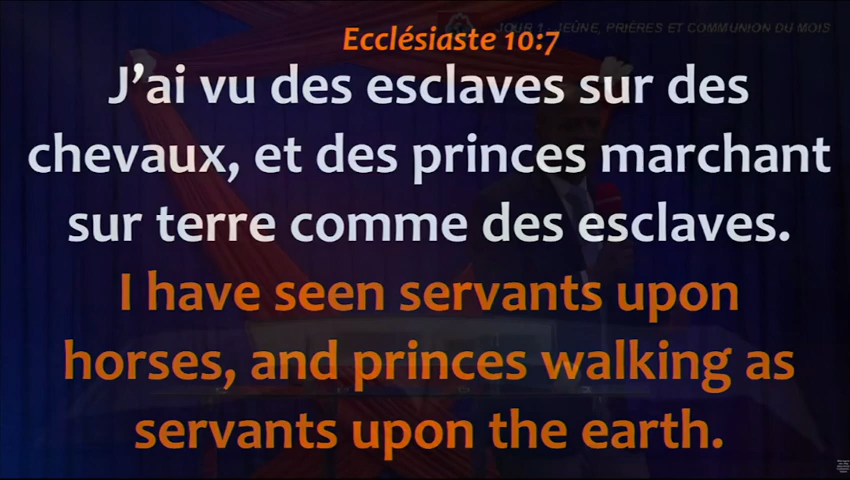 JOUR 1 - JEÛNE, PRIÈRES ET COMMUNION DU MOIS
Ecclésiaste 10:7
J’ai vu des esclaves sur des
chevaux, et des princes marchant
sur terre comme des esclaves.
I have seen servants upon
horses, and princes walking as
servants upon the earth.